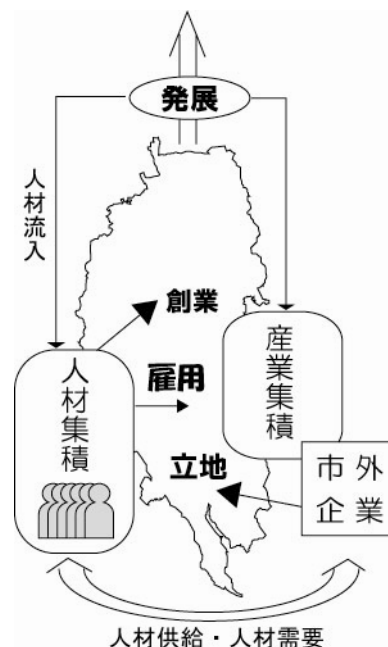 発展
人材流入
創業
産業集積
人材集積
雇用
立地
市外
企業
人材供給・人材需要